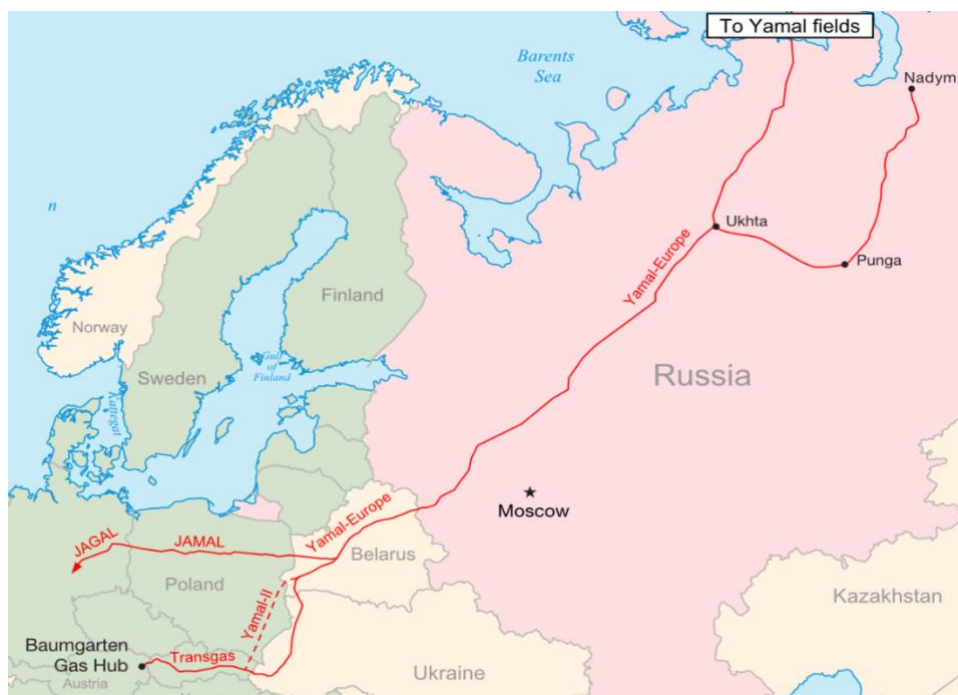 To Yamal fields
Barents
Sea
Nadym
n
Ukhta
Punga
Yamal-Europe
Finland
Norway
Gulf
of
Finland
Sweden
Russia
Kattegat
Moscow
Yamal-Europe
JAGAL
JAMAL
Belarus
Poland
Yamal-II
Kazakhstan
Baumgarten
Gas Hub
Transgas
Ukraine
Austria